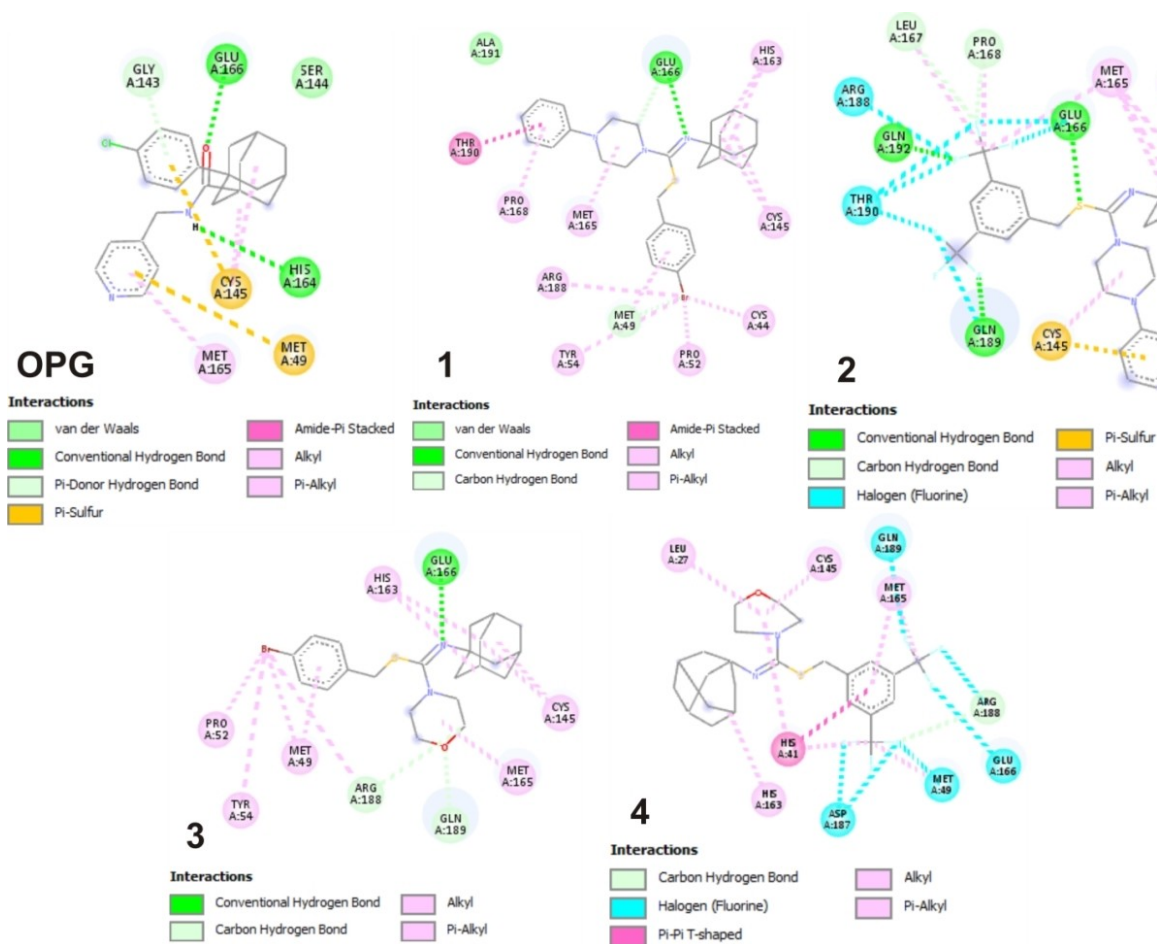 GLY
A:143
GLU
A:166
SER
A:144
Cl
O
N
H
N
CYS
A:145
HIS
A:164
MET
A:165
MET
A:49
OPG
Interactions
van der Waals
Conventional Hydrogen Bond
Pi-Donor Hydrogen Bond
Pi-Sulfur
Amide-Pi Stacked
Alkyl
Pi-Alkyl
ALA
A:191
GLU
A:166
HIS
A:163
THR
A:190
N
N
N
S
PRO
A:168
MET
A:165
CYS
A:145
ARG
A:188
Br
MET
A:49
CYS
A:44
TYR
A:54
PRO
A:52
1
Interactions
van der Waals
Conventional Hydrogen Bond
Carbon Hydrogen Bond
Amide-Pi Stacked
Alkyl
Pi-Alkyl
LEU
A:167
PRO
A:168
MET
A:165
ARG
A:188
GLU
A:166
GLN
A:192
THR
A:190
S
N
N
N
GLN
A:189
CYS
A:145
2
Interactions
Conventional Hydrogen Bond
Carbon Hydrogen Bond
Halogen (Fluorine)
Pi-Sulfur
Alkyl
Pi-Alkyl
HIS
A:163
GLU
A:166
Br
S
N
N
O
PRO
A:52
MET
A:49
CYS
A:145
TYR
A:54
ARG
A:188
MET
A:165
GLN
A:189
3
Interactions
Conventional Hydrogen Bond
Carbon Hydrogen Bond
Alkyl
Pi-Alkyl
LEU
A:27
CYS
A:145
GLN
A:189
MET
A:165
O
N
N
S
ARG
A:188
HIS
A:41
GLU
A:166
HIS
A:163
MET
A:49
ASP
A:187
4
Interactions
Carbon Hydrogen Bond
Halogen (Fluorine)
Pi-Pi T-shaped
Alkyl
Pi-Alkyl